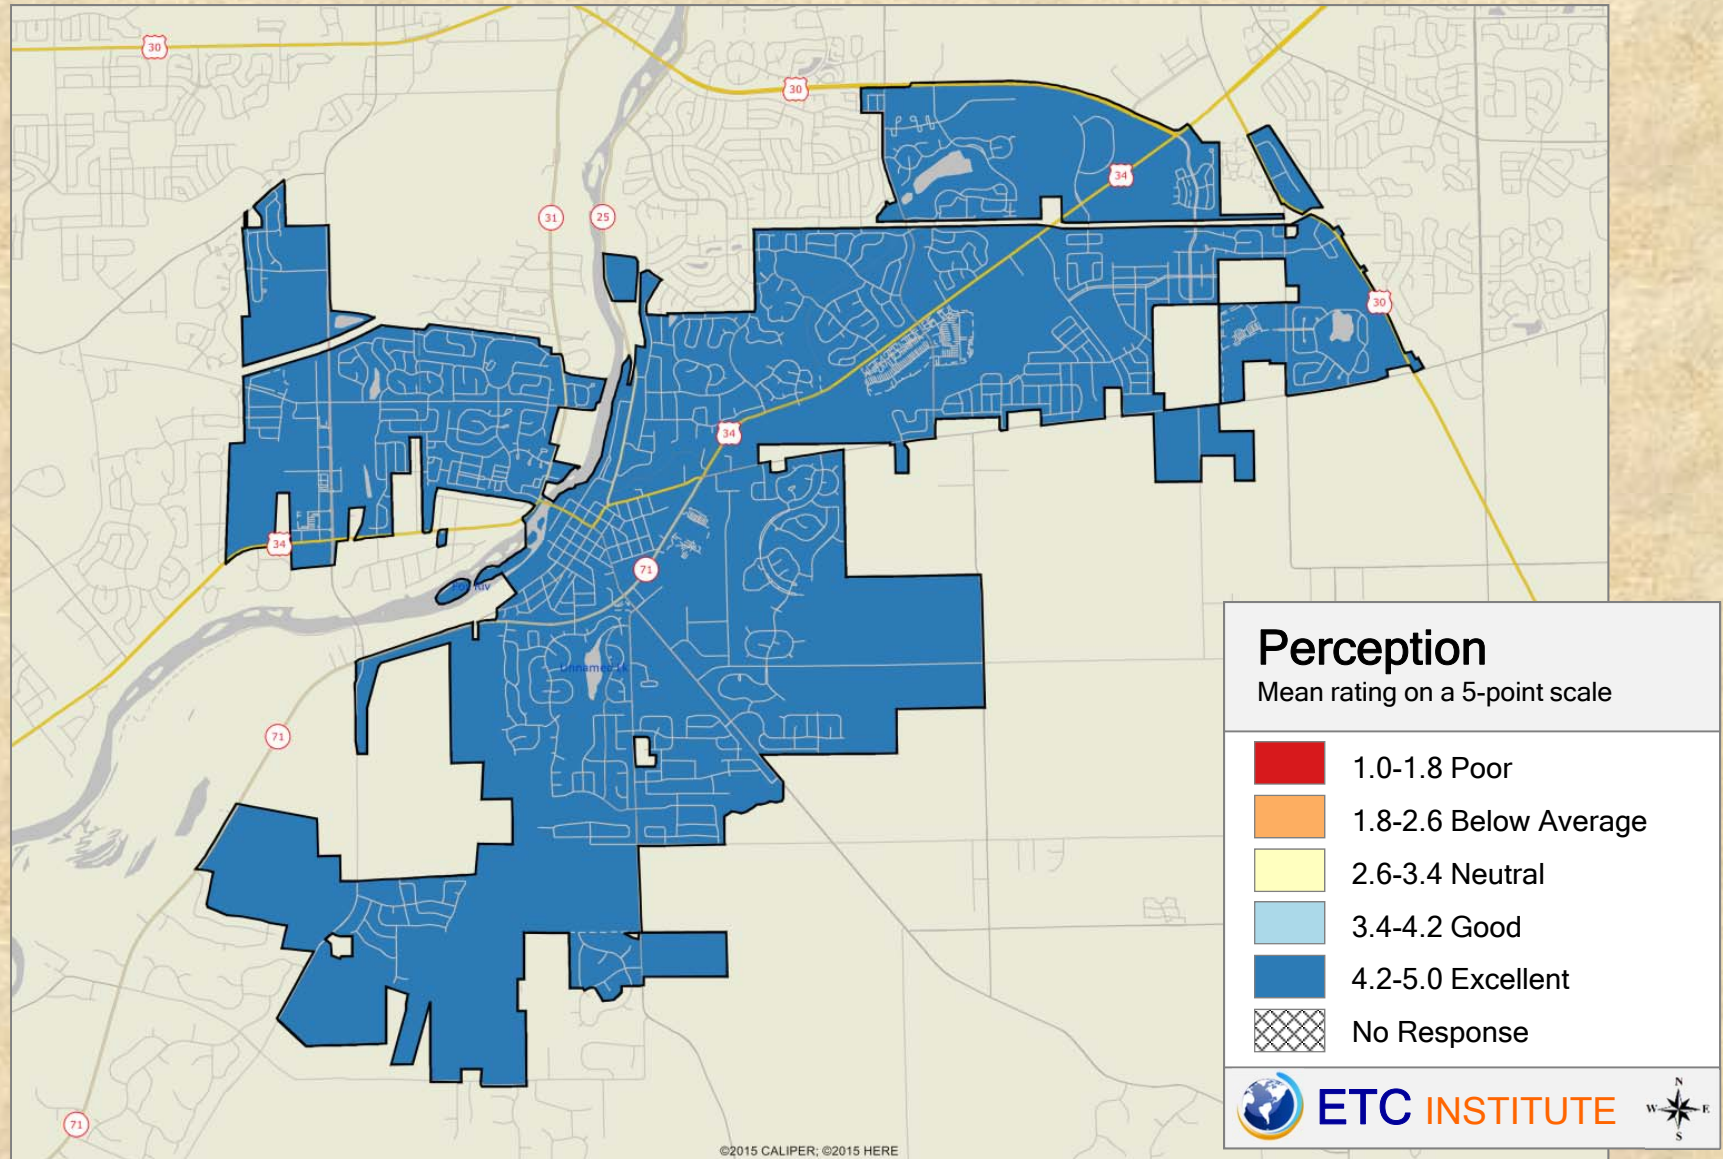 30
30
34
31
25
30
34
34
71
Unnamed Lk
71
71
Perception
Mean rating on a 5-point scale
1.0-1.8 Poor
1.8-2.6 Below Average
2.6-3.4 Neutral
3.4-4.2 Good
4.2-5.0 Excellent
No Response
ETC INSTITUTE
N
W E
S
©2015 CALIPER; ©2015 HERE